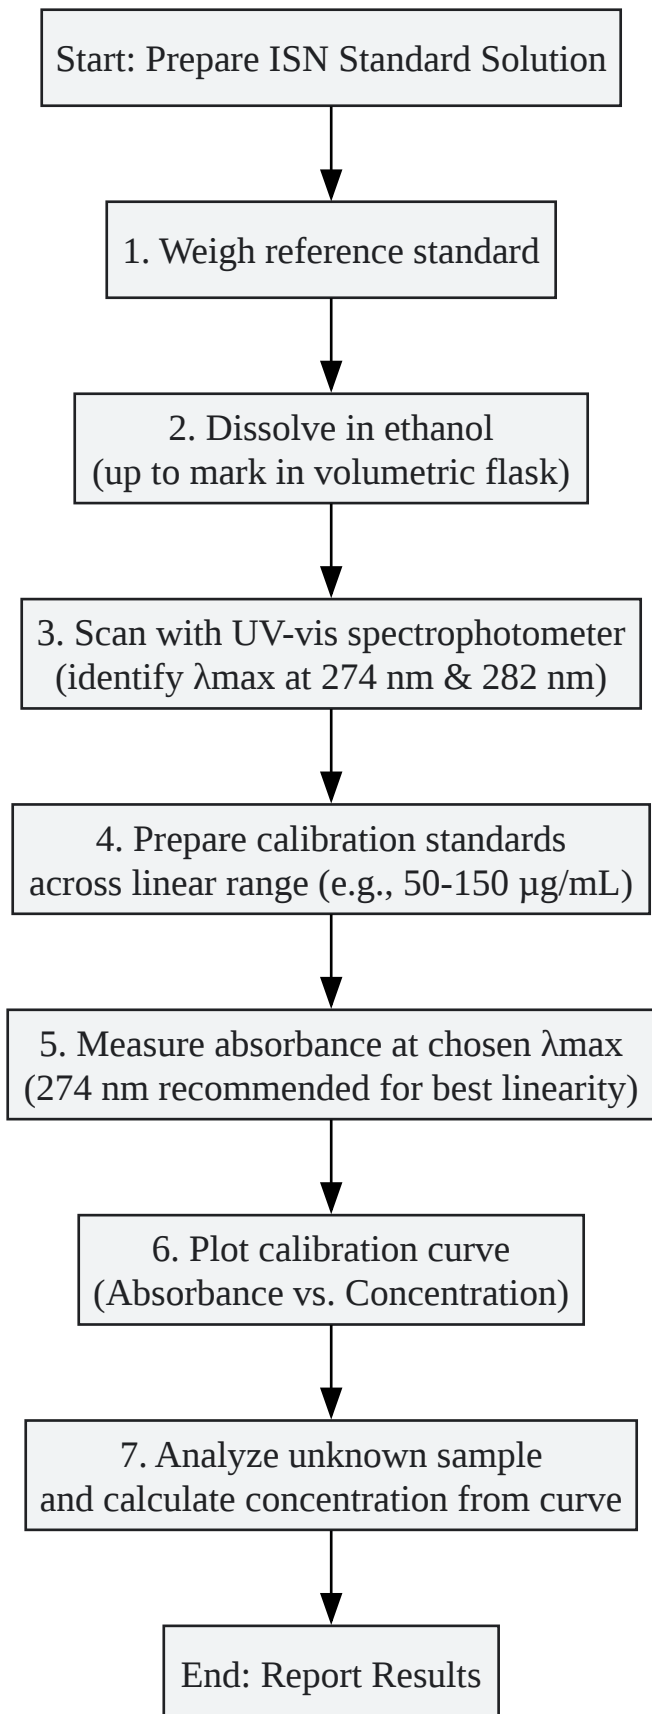 Start: Prepare ISN Standard Solution
1. Weigh reference standard
2. Dissolve in ethanol
(up to mark in volumetric flask)
3. Scan with UV-vis spectrophotometer
(identify λmax at 274 nm & 282 nm)
4. Prepare calibration standards
across linear range (e.g., 50-150 µg/mL)
5. Measure absorbance at chosen λmax
(274 nm recommended for best linearity)
6. Plot calibration curve
(Absorbance vs. Concentration)
7. Analyze unknown sample
and calculate concentration from curve
End: Report Results